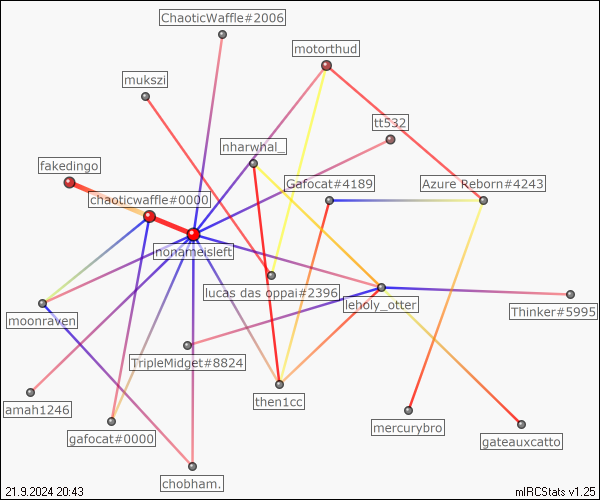 ChaoticWaffle#2006
motorthud
mukszi
tt532
nharwhal_
fakedingo
Gafocat#4189
Azure Reborn#4243
chaoticwaffle#0000
nonameisleft
lucas das oppai#2396
leholy_otter
Thinker#5995
moonraven
TripleMidget#8824
then1cc
amah1246
mercurybro
gafocat#0000
gateauxcatto
chobham.
21.9.2024 20:43
mIRCStats v1.25